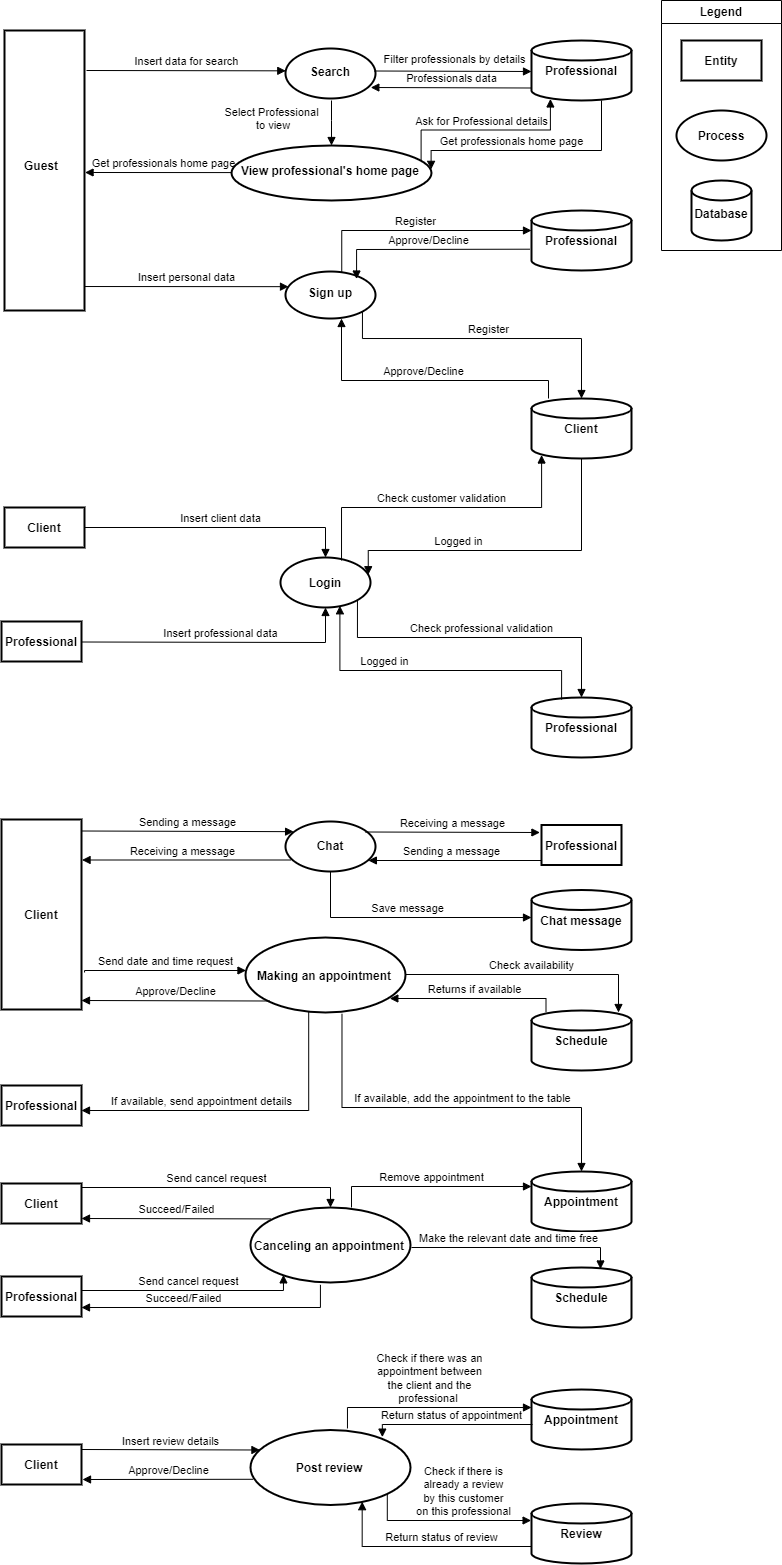 Legend
Entity
Process
Database
Guest
Insert data for search
Search
Filter professionals by details
Professionals data
Professional
Select Professional
to view
Ask for Professional details
Get professionals home page
Get professionals home page
View professional's home page
Register
Approve/Decline
Professional
Insert personal data
Sign up
Register
Approve/Decline
Client
Check customer validation
Client
Insert client data
Logged in
Login
Professional
Insert professional data
Check professional validation
Logged in
Professional
Client
Sending a message
Receiving a message
Chat
Receiving a message
Sending a message
Professional
Save message
Chat message
Send date and time request
Approve/Decline
Making an appointment
Check availability
Returns if available
Schedule
Professional
If available, send appointment details
If available, add the appointment to the table
Client
Send cancel request
Succeed/Failed
Remove appointment
Appointment
Canceling an appointment
Make the relevant date and time free
Professional
Send cancel request
Succeed/Failed
Schedule
Check if there was an
appointment between
the client and the
professional
Return status of appointment
Appointment
Client
Insert review details
Approve/Decline
Post review
Check if there is
already a review
by this customer
on this professional
Return status of review
Review